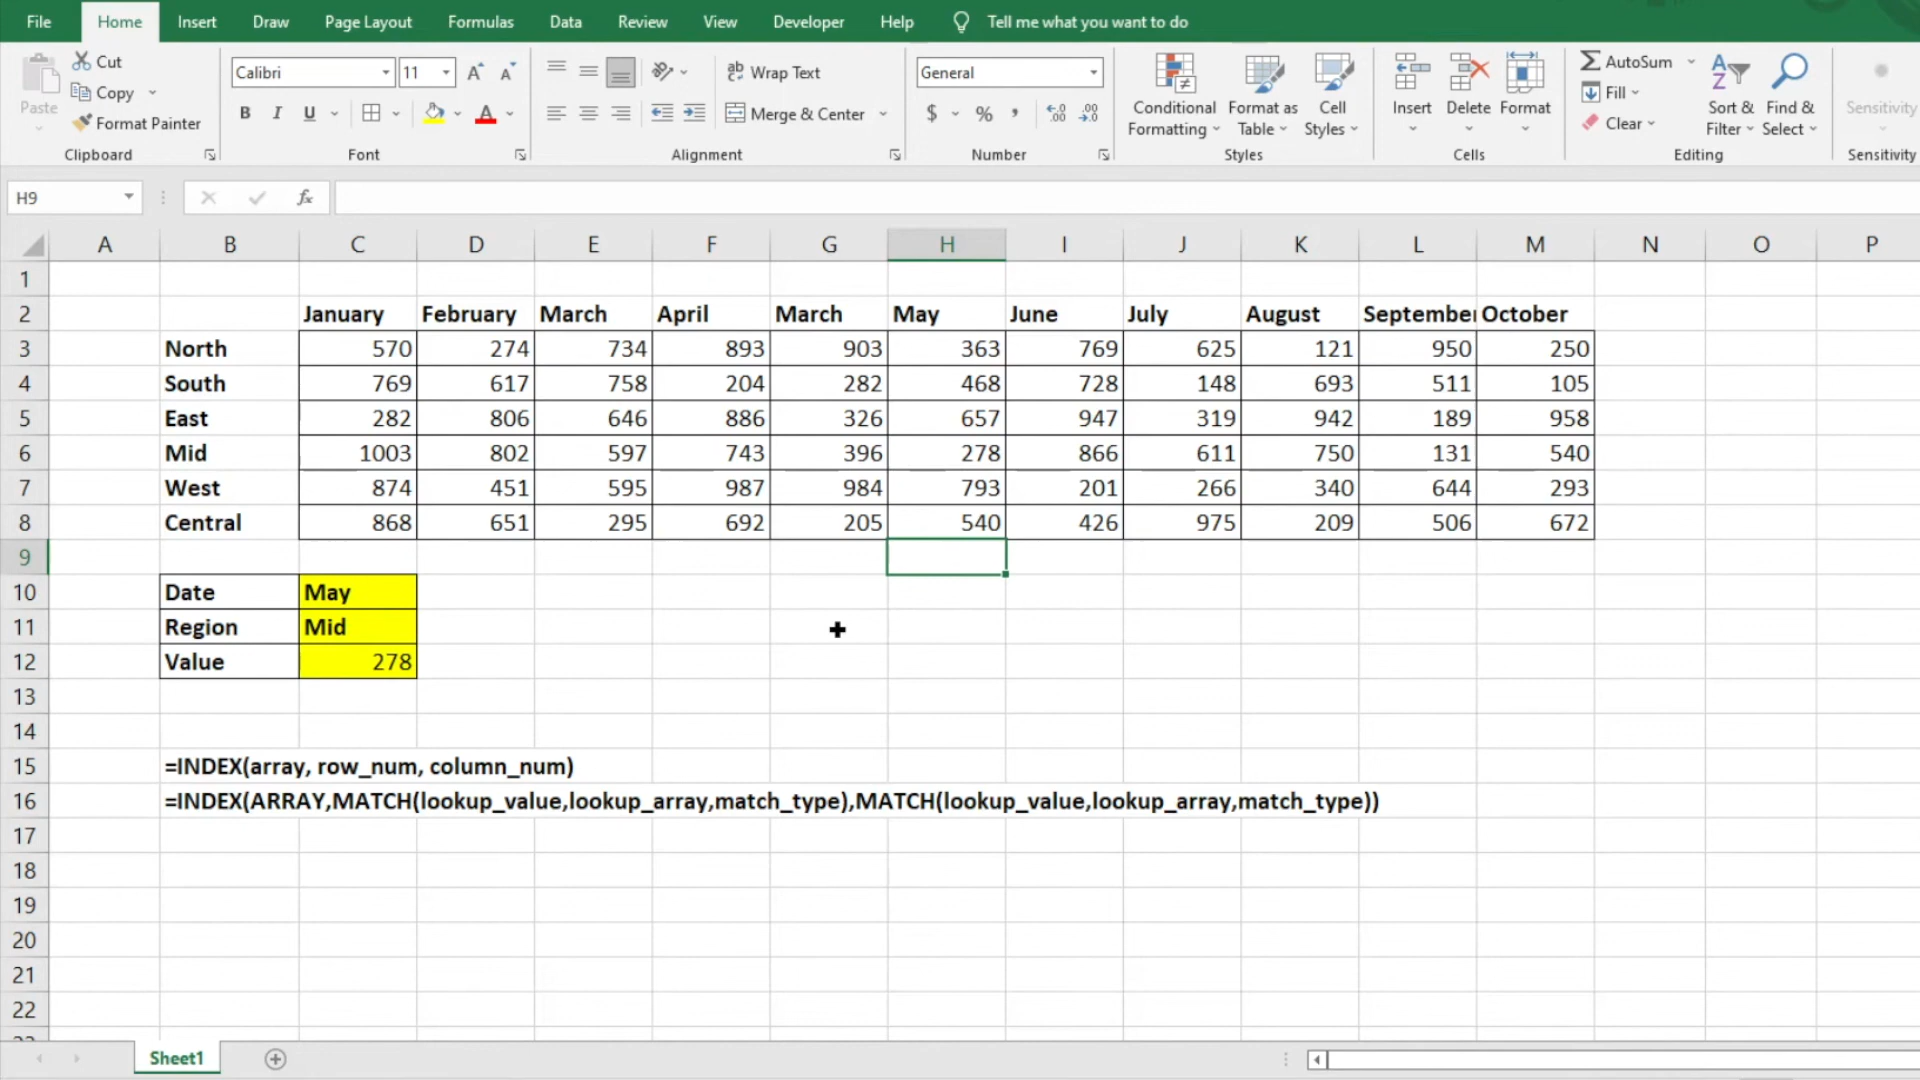 File Home Insert Draw Page Layout Formulas Data Review View Developer Help Tell me what you want to do
Paste
Cut
Copy
Format Painter
Clipboard
Calibri 11
A A
B I U A
Font
ab Wrap Text
Merge & Center
Alignment
General
$ % ,
Number
Conditional Formatting
Format as Table
Cell Styles
Styles
Insert Delete Format
Cells
AutoSum
Fill
Clear
Sort & Filter
Find & Select
Editing
Sensitivity
Sensitivity
H9 fx
A B C D E F G H I J K L M N O P
1
2 January February March April March May June July August September October
3 North 570 274 734 893 903 363 769 625 121 950 250
4 South 769 617 758 204 282 468 728 148 693 511 105
5 East 282 806 646 886 326 657 947 319 942 189 958
6 Mid 1003 802 597 743 396 278 866 611 750 131 540
7 West 874 451 595 987 984 793 201 266 340 644 293
8 Central 868 651 295 692 205 540 426 975 209 506 672
9
10 Date May
11 Region Mid
12 Value 278
13
14
15 =INDEX(array, row_num, column_num)
16 =INDEX(ARRAY,MATCH(lookup_value,lookup_array,match_type),MATCH(lookup_value,lookup_array,match_type))
17
18
19
20
21
22
Sheet1